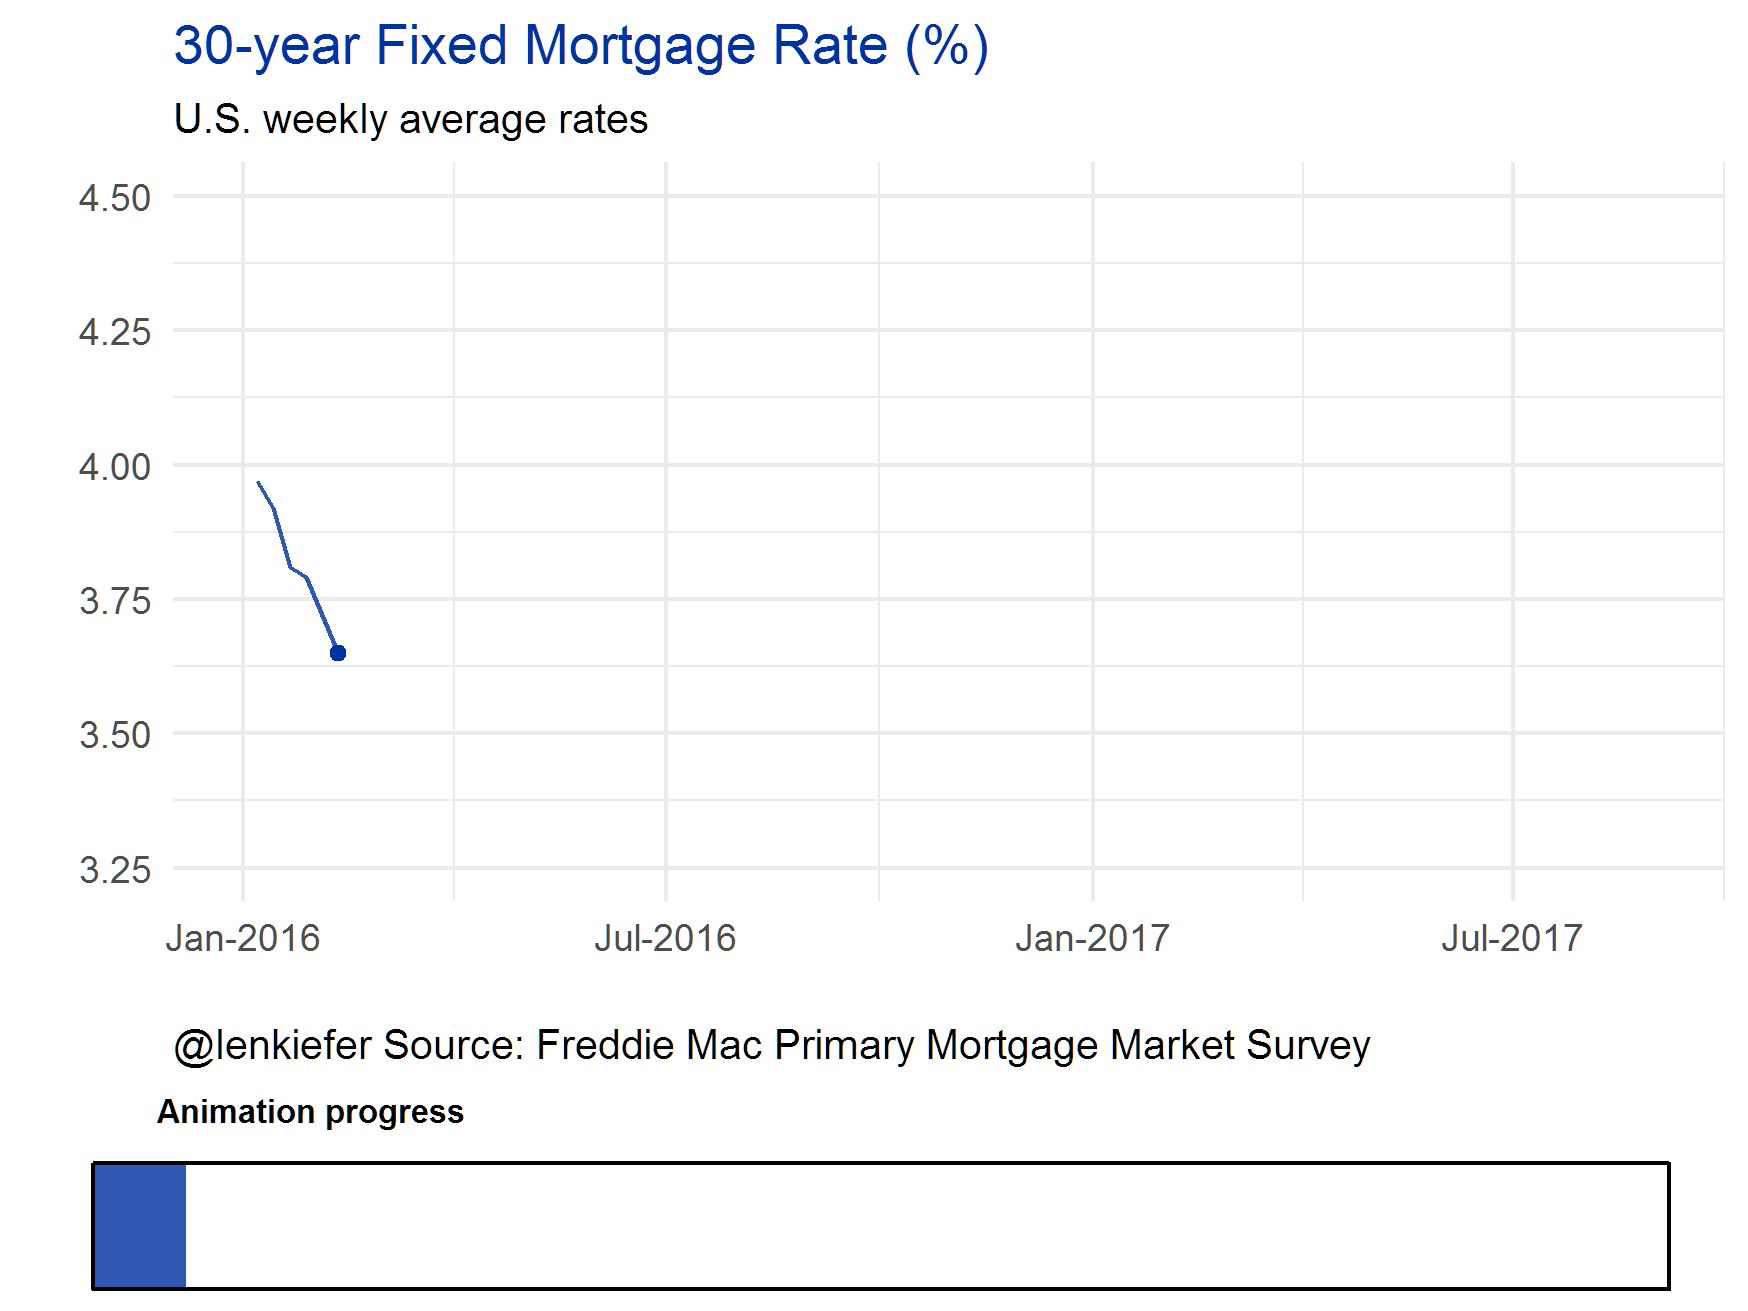 30-year Fixed Mortgage Rate (%)
U.S. weekly average rates
4.50
4.25
4.00
3.75
3.50
3.25
Jan-2016 Jul-2016 Jan-2017 Jul-2017
@lenkiefer Source: Freddie Mac Primary Mortgage Market Survey
Animation progress